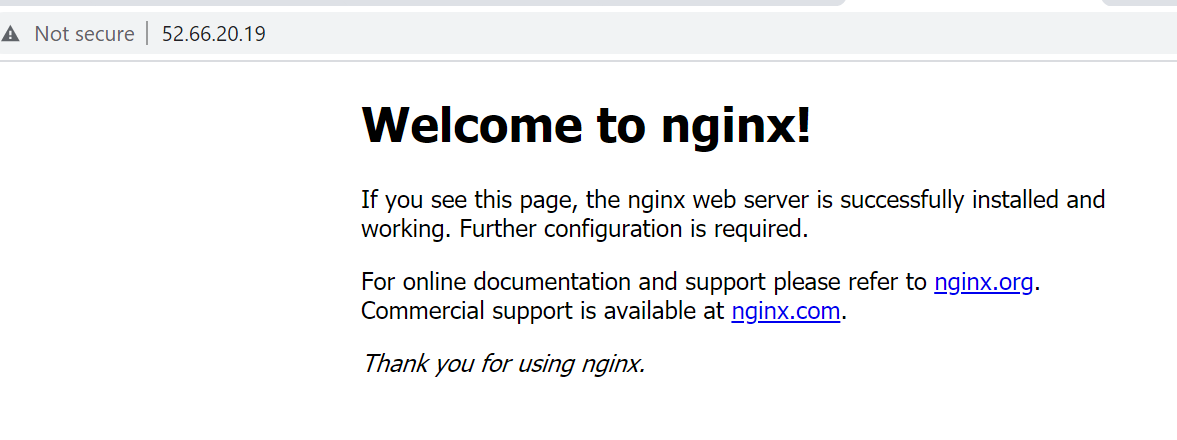 Not secure 52.66.20.19
Welcome to nginx!
If you see this page, the nginx web server is successfully installed and
working. Further configuration is required.
For online documentation and support please refer to nginx.org.
Commercial support is available at nginx.com.
Thank you for using nginx.